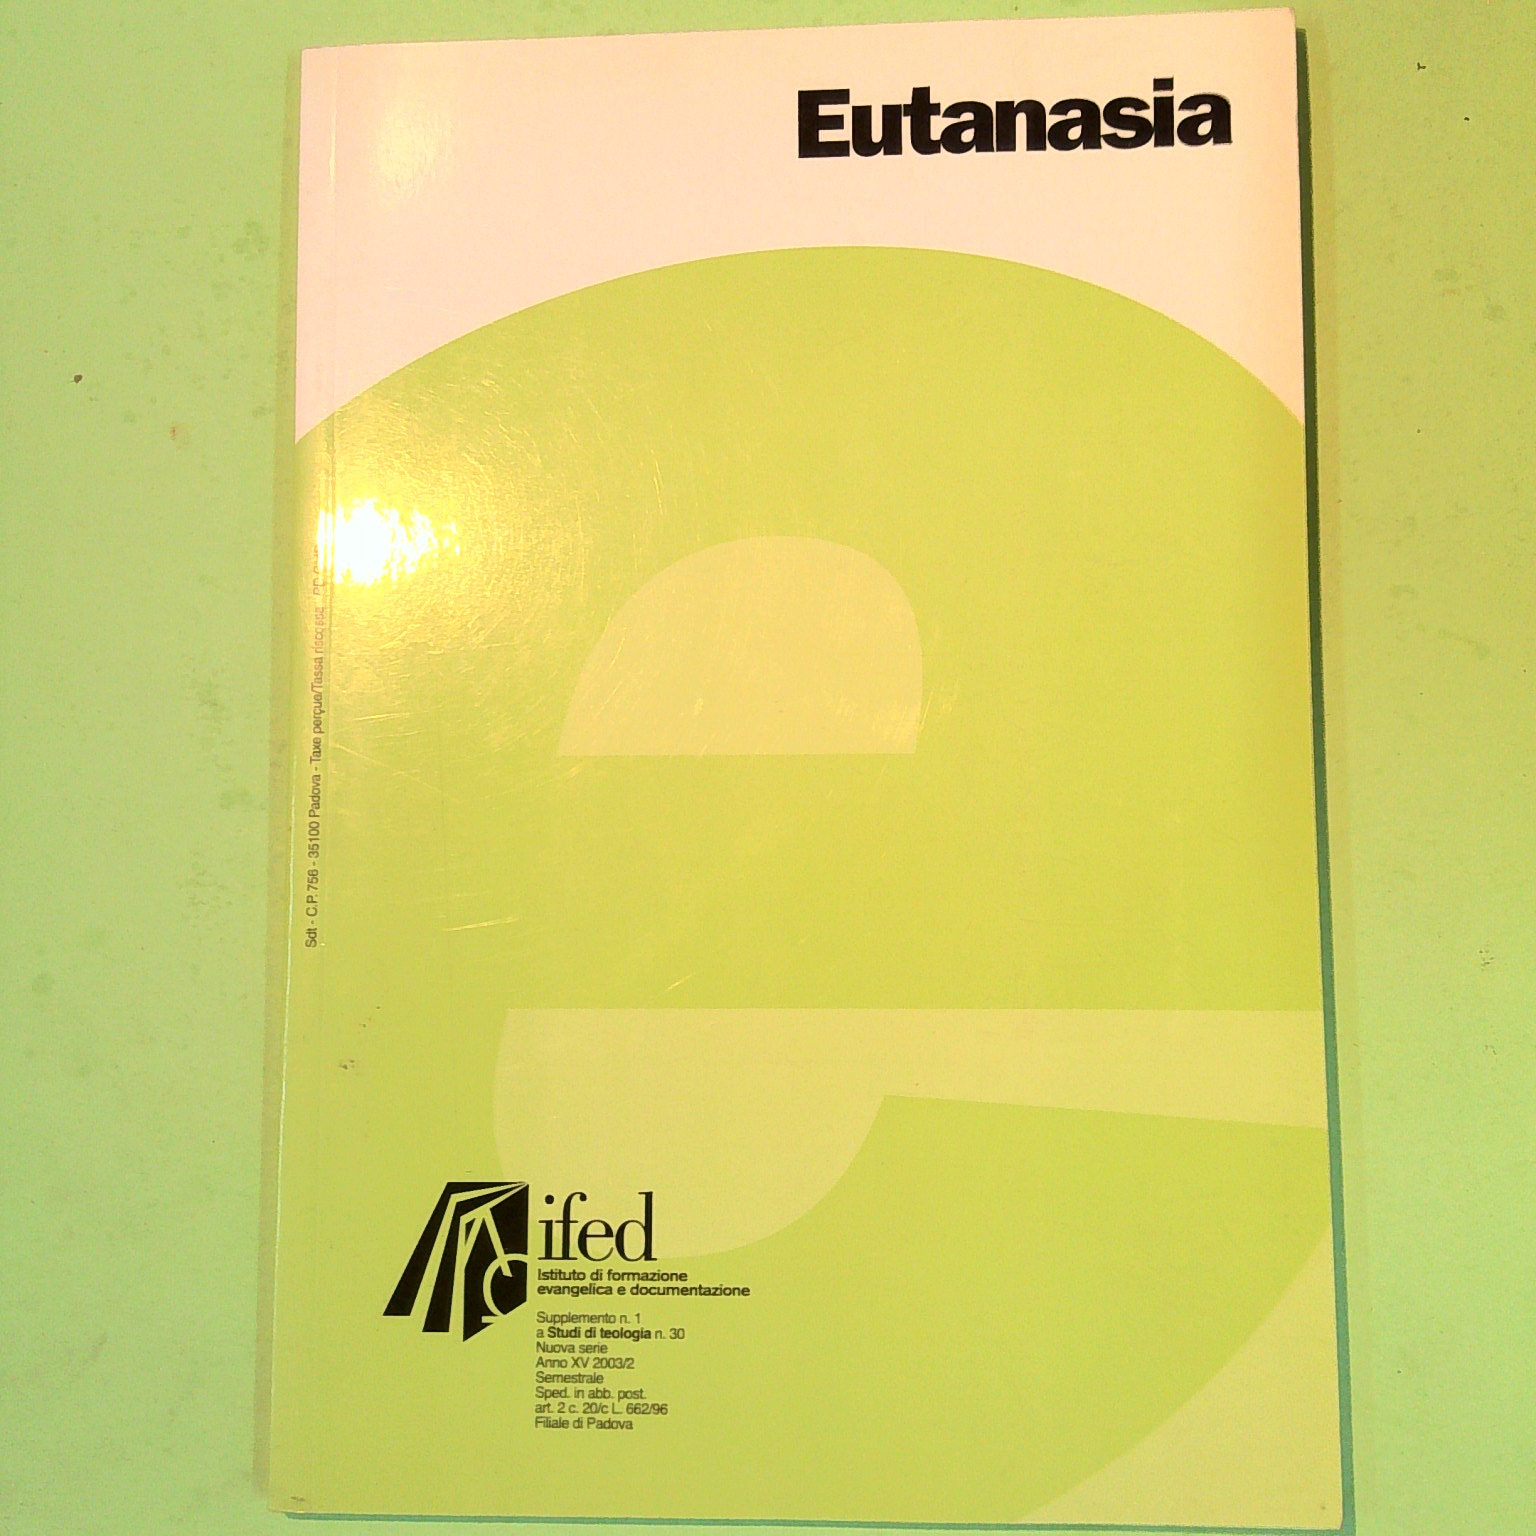 Eutanasia
Sdt - C.P. 756 - 35100 Padova - Taxe perçue/Tassa riscossa
ifed
Istituto di formazione
evangelica e documentazione
Supplemento n. 1
a Studi di teologia n. 30
Nuova serie
Anno XV 2003/2
Semestrale
Sped. in abb. post.
art. 2 c. 20/c L. 662/96
Filiale di Padova